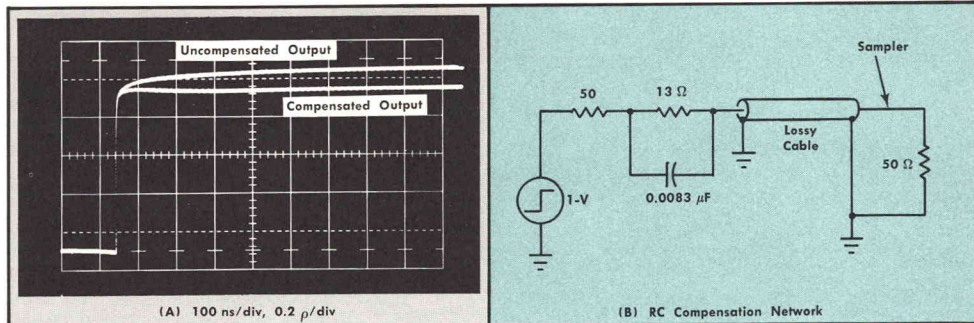 Uncompensated Output
Compensated Output
(A) 100 ns/div, 0.2 ρ/div
Sampler
50
13 Ω
Lossy
Cable
50 Ω
1-V
0.0083 μF
(B) RC Compensation Network